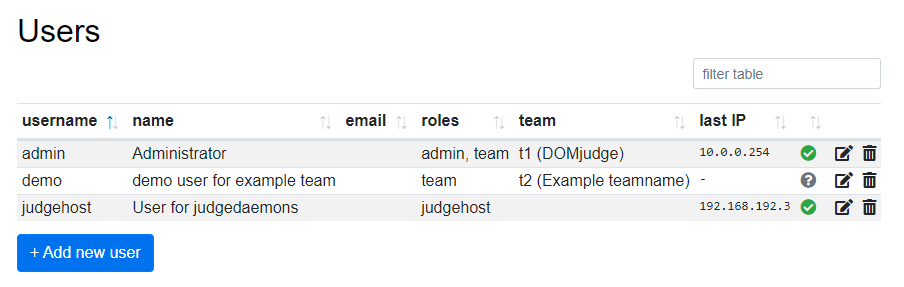 Users
filter table
username name email roles team last IP
admin Administrator admin, team t1 (DOMjudge) 10.0.0.254
demo demo user for example team team t2 (Example teamname) -
judgehost User for judgedaemons judgehost 192.168.192.3
+ Add new user